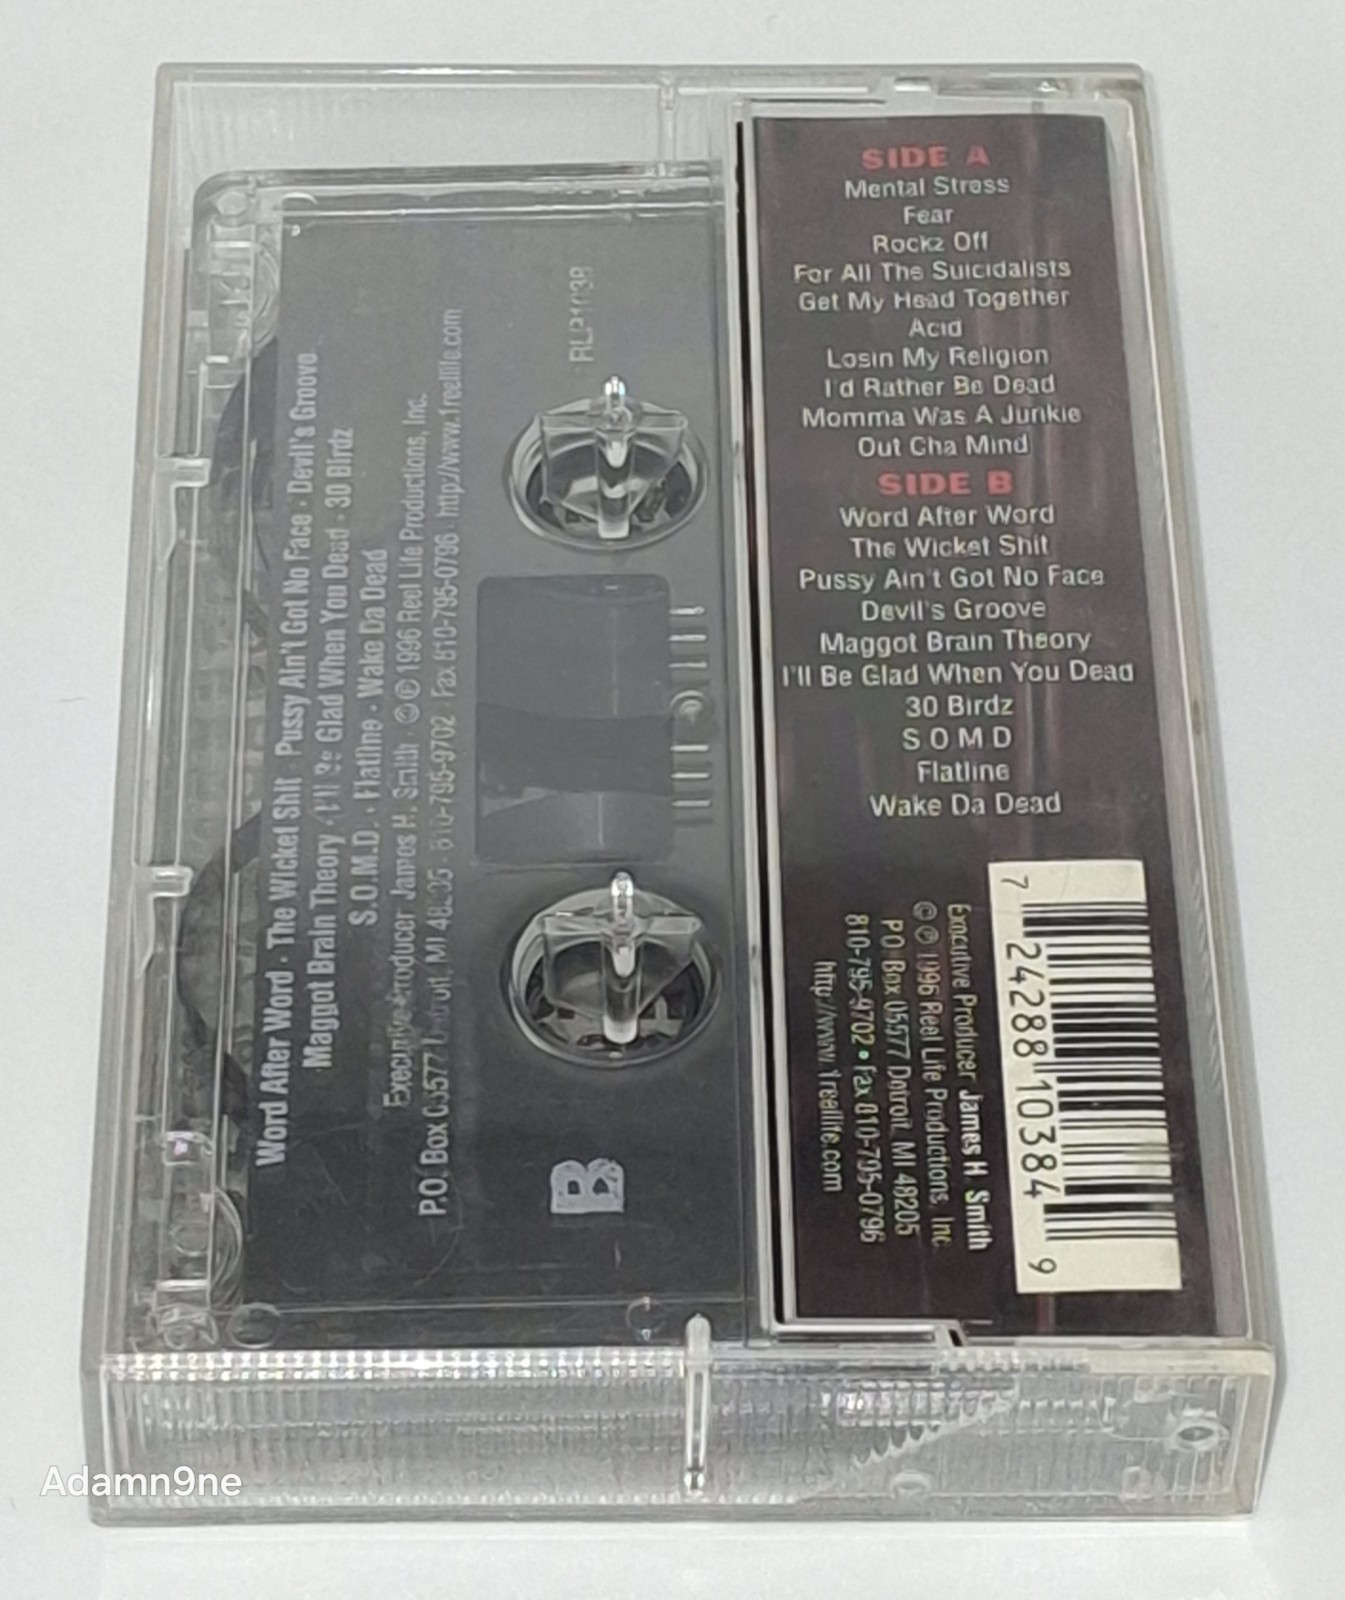 SIDE A
Mental Stress
Fear
Rockz Off
For All The Suicidalists
Get My Head Together
Acid
Losin My Religion
I'd Rather Be Dead
Momma Was A Junkie
Out Cha Mind
SIDE B
Word After Word
The Wicket Shit
Pussy Ain't Got No Face
Devil's Groove
Maggot Brain Theory
I'll Be Glad When You Dead
30 Birdz
S O M D
Flatline
Wake Da Dead
Executive Producer James H. Smith
© ℗ 1996 Reel Life Productions, Inc.
PO Box 05577 Detroit, MI 48205
810-795-9702 • Fax 810-795-0796
http://www.1reellife.com
7 24288 10384 9
Word After Word · The Wicket Shit · Pussy Ain't Got No Face · Devil's Groove
Maggot Brain Theory · I'll Be Glad When You Dead · 30 Birdz
S.O.M.D. · Flatline · Wake Da Dead
Executive Producer James H. Smith · © ℗ 1996 Reel Life Productions, Inc.
P.O. Box 05577 Detroit, MI 48205 · 810-795-9702 · Fax 810-795-0796 · http://www.1reellife.com
B
Adamn9ne